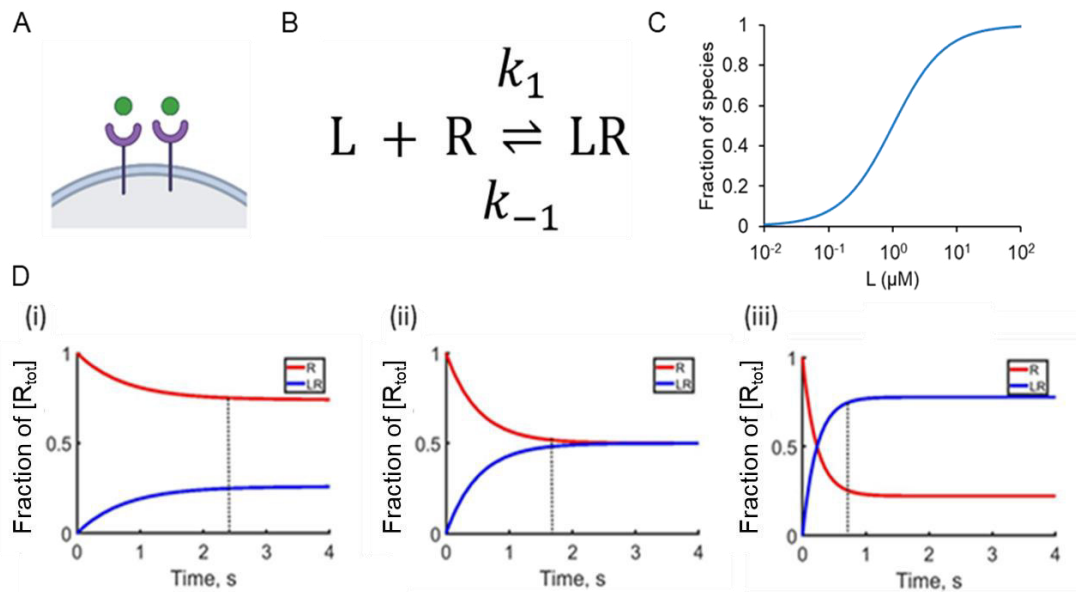 A
B
k₁
L + R ⇌ LR
k₋₁
C
Fraction of species
1
0.8
0.6
0.4
0.2
0
10⁻² 10⁻¹ 10⁰ 10¹ 10²
L (µM)
D
(i)
Fraction of [Rtot]
1
0.5
0
R
LR
0 1 2 3 4
Time, s
(ii)
Fraction of [Rtot]
1
0.5
0
R
LR
0 1 2 3 4
Time, s
(iii)
Fraction of [Rtot]
1
0.5
0
R
LR
0 1 2 3 4
Time, s